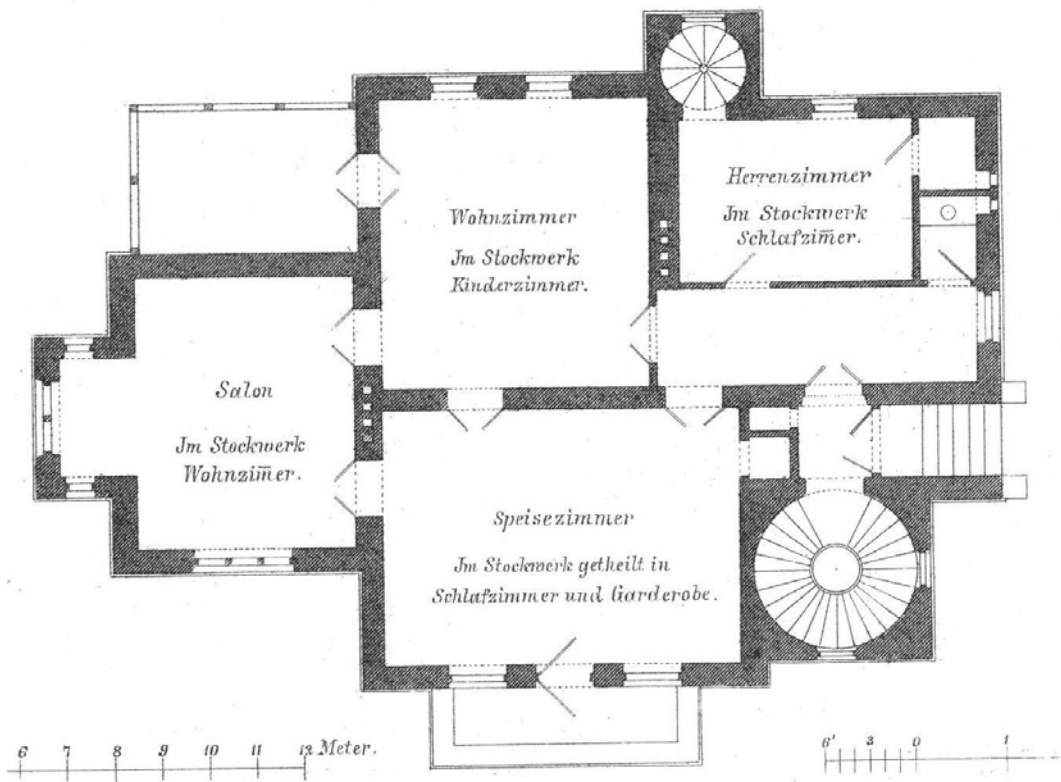 Herrenzimmer
Jm Stockwerk
Schlafzim̄er.
Wohnzimmer
Jm Stockwerk
Kinderzimmer.
Salon
Jm Stockwerk
Wohnzim̄er.
Speisezimmer
Jm Stockwerk getheilt in
Schlafzimmer und Garderobe.
6 7 8 9 10 11 12 Meter.
6' 3 0 1